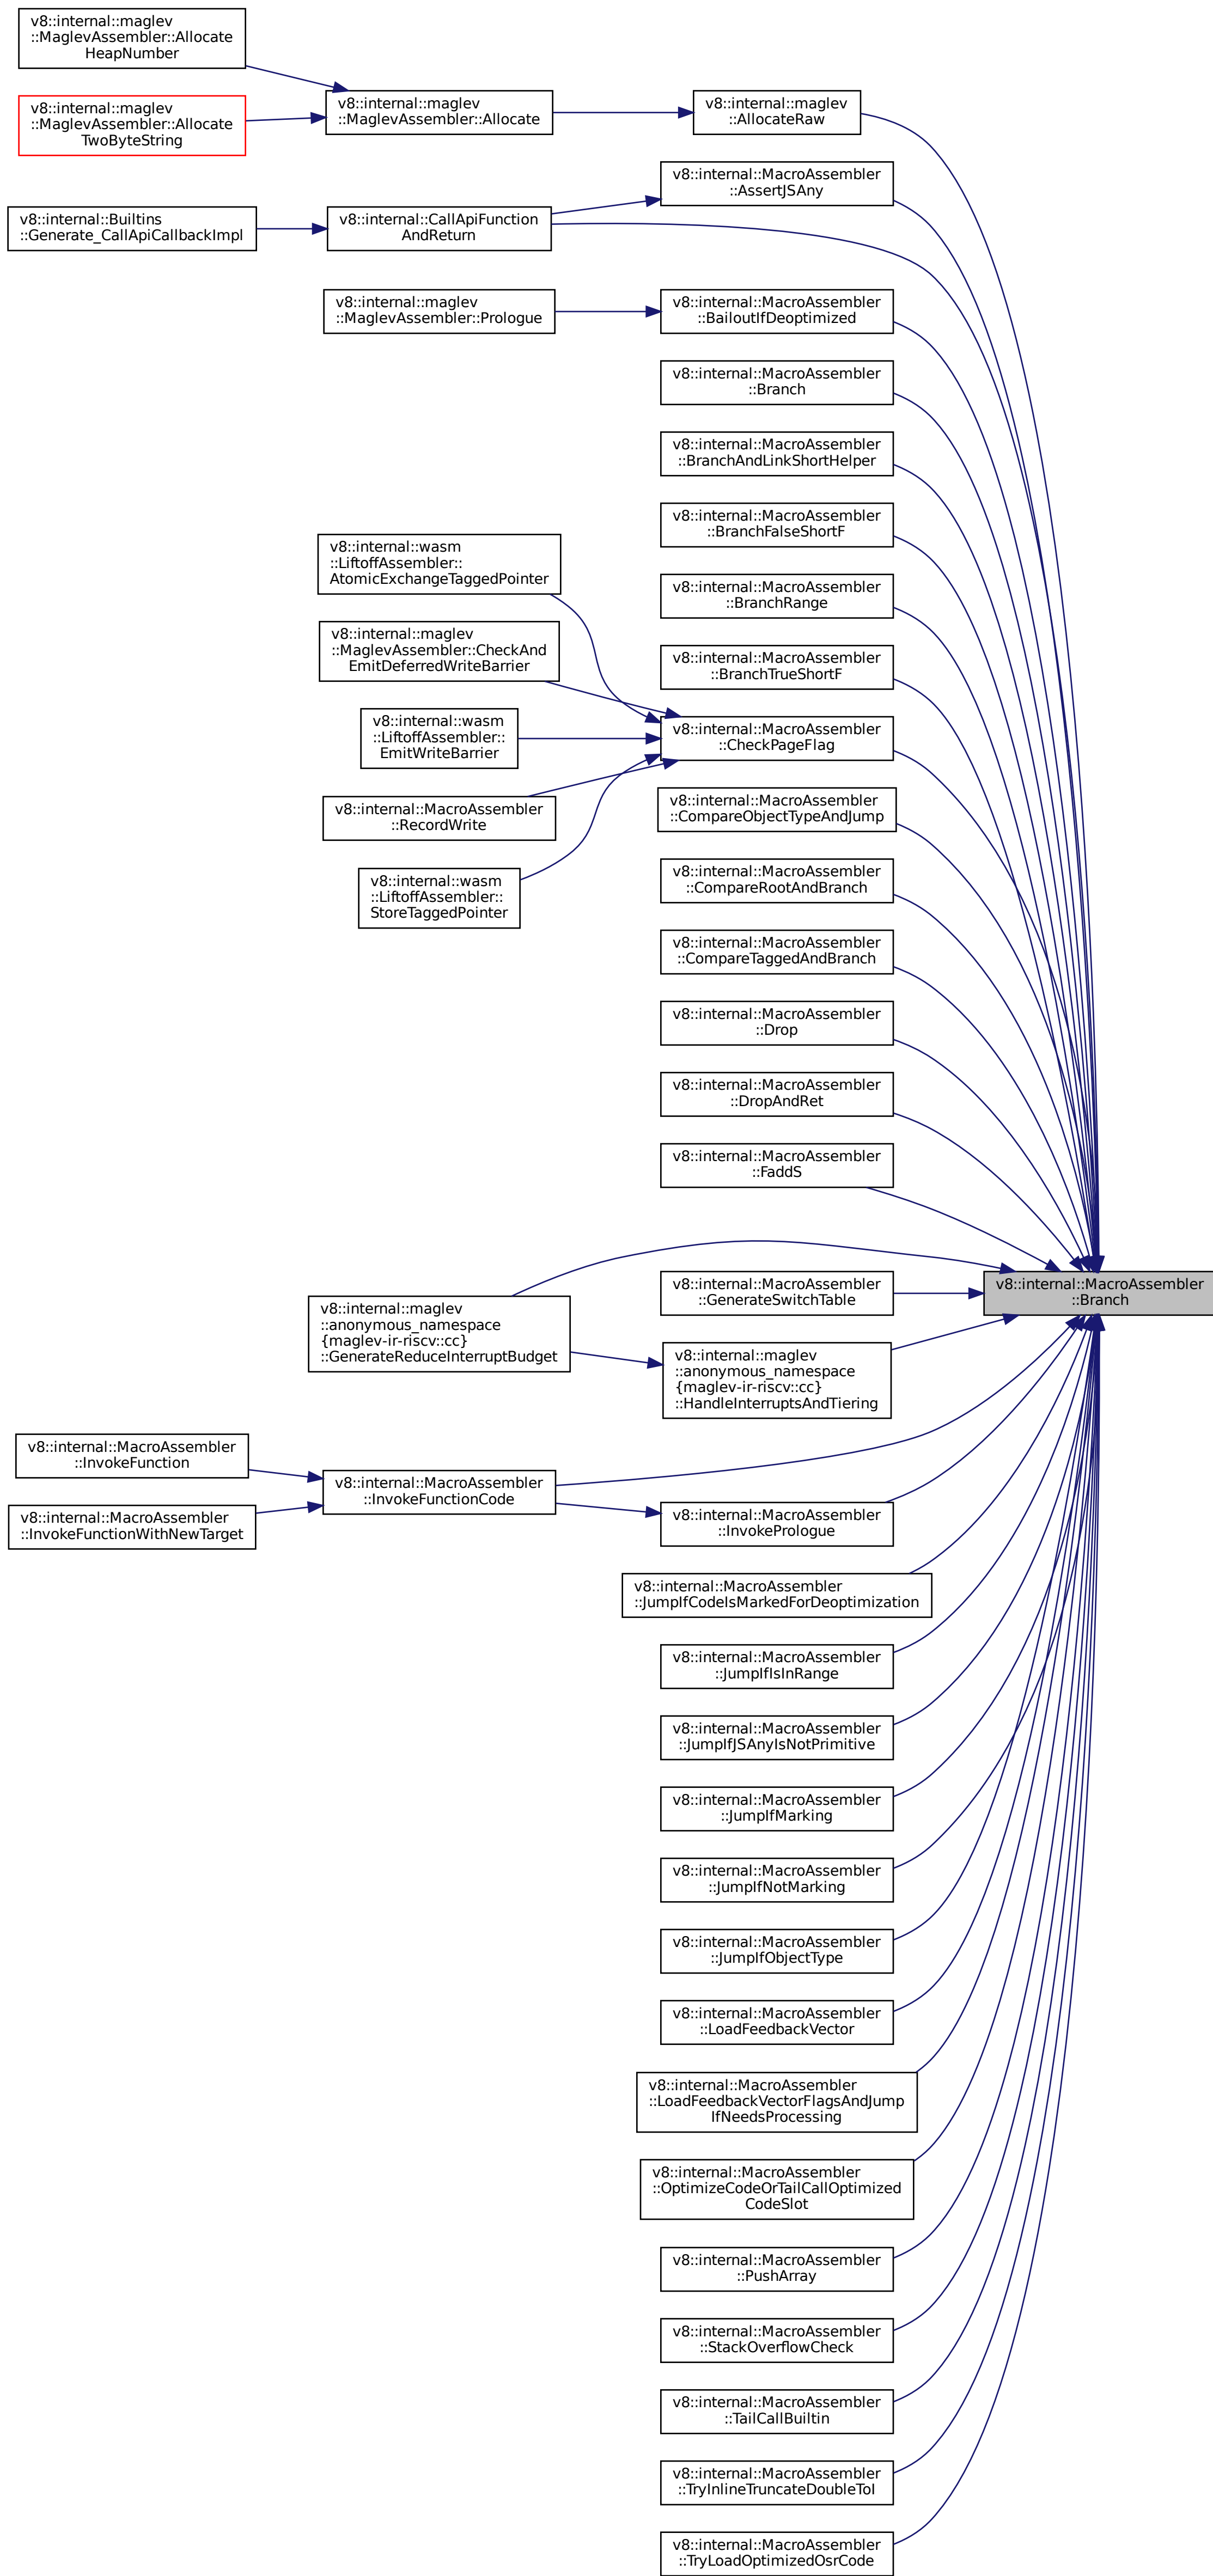 v8::internal::maglev
::MaglevAssembler::Allocate
HeapNumber
v8::internal::maglev
::MaglevAssembler::Allocate
TwoByteString
v8::internal::maglev
::MaglevAssembler::Allocate
v8::internal::maglev
::AllocateRaw
v8::internal::MacroAssembler
::AssertJSAny
v8::internal::Builtins
::Generate_CallApiCallbackImpl
v8::internal::CallApiFunction
AndReturn
v8::internal::maglev
::MaglevAssembler::Prologue
v8::internal::MacroAssembler
::BailoutIfDeoptimized
v8::internal::MacroAssembler
::Branch
v8::internal::MacroAssembler
::BranchAndLinkShortHelper
v8::internal::MacroAssembler
::BranchFalseShortF
v8::internal::MacroAssembler
::BranchRange
v8::internal::MacroAssembler
::BranchTrueShortF
v8::internal::wasm
::LiftoffAssembler::
AtomicExchangeTaggedPointer
v8::internal::maglev
::MaglevAssembler::CheckAnd
EmitDeferredWriteBarrier
v8::internal::wasm
::LiftoffAssembler::
EmitWriteBarrier
v8::internal::MacroAssembler
::RecordWrite
v8::internal::wasm
::LiftoffAssembler::
StoreTaggedPointer
v8::internal::MacroAssembler
::CheckPageFlag
v8::internal::MacroAssembler
::CompareObjectTypeAndJump
v8::internal::MacroAssembler
::CompareRootAndBranch
v8::internal::MacroAssembler
::CompareTaggedAndBranch
v8::internal::MacroAssembler
::Drop
v8::internal::MacroAssembler
::DropAndRet
v8::internal::MacroAssembler
::FaddS
v8::internal::MacroAssembler
::GenerateSwitchTable
v8::internal::MacroAssembler
::Branch
v8::internal::maglev
::anonymous_namespace
{maglev-ir-riscv::cc}
::GenerateReduceInterruptBudget
v8::internal::maglev
::anonymous_namespace
{maglev-ir-riscv::cc}
::HandleInterruptsAndTiering
v8::internal::MacroAssembler
::InvokeFunction
v8::internal::MacroAssembler
::InvokeFunctionWithNewTarget
v8::internal::MacroAssembler
::InvokeFunctionCode
v8::internal::MacroAssembler
::InvokePrologue
v8::internal::MacroAssembler
::JumpIfCodeIsMarkedForDeoptimization
v8::internal::MacroAssembler
::JumpIfIsInRange
v8::internal::MacroAssembler
::JumpIfJSAnyIsNotPrimitive
v8::internal::MacroAssembler
::JumpIfMarking
v8::internal::MacroAssembler
::JumpIfNotMarking
v8::internal::MacroAssembler
::JumpIfObjectType
v8::internal::MacroAssembler
::LoadFeedbackVector
v8::internal::MacroAssembler
::LoadFeedbackVectorFlagsAndJump
IfNeedsProcessing
v8::internal::MacroAssembler
::OptimizeCodeOrTailCallOptimized
CodeSlot
v8::internal::MacroAssembler
::PushArray
v8::internal::MacroAssembler
::StackOverflowCheck
v8::internal::MacroAssembler
::TailCallBuiltin
v8::internal::MacroAssembler
::TryInlineTruncateDoubleToI
v8::internal::MacroAssembler
::TryLoadOptimizedOsrCode